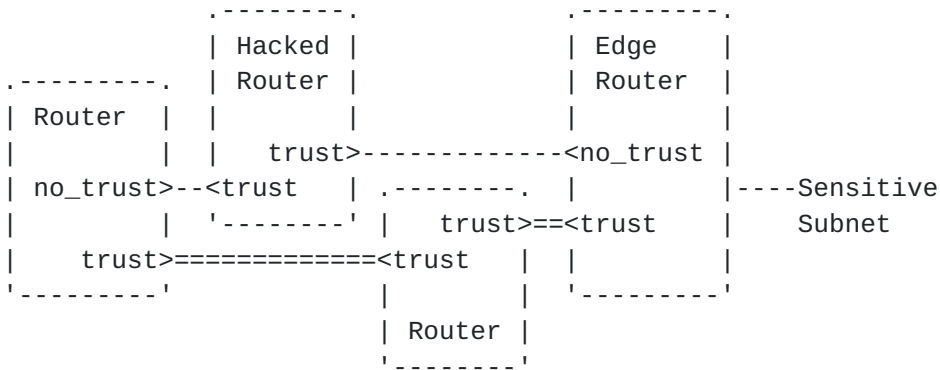 .--------.             .---------.
| Hacked |             | Edge    |
.---------.  | Router |             | Router  |
| Router  |  |        |             |         |
|         |  |   trust>-------------<no_trust |
| no_trust>--<trust   | .--------.  |         |----Sensitive
|         |  '--------' |   trust>==<trust    |    Subnet
|    trust>=============<trust   |  |         |
'---------'             |        |  '---------'
| Router |
'--------'